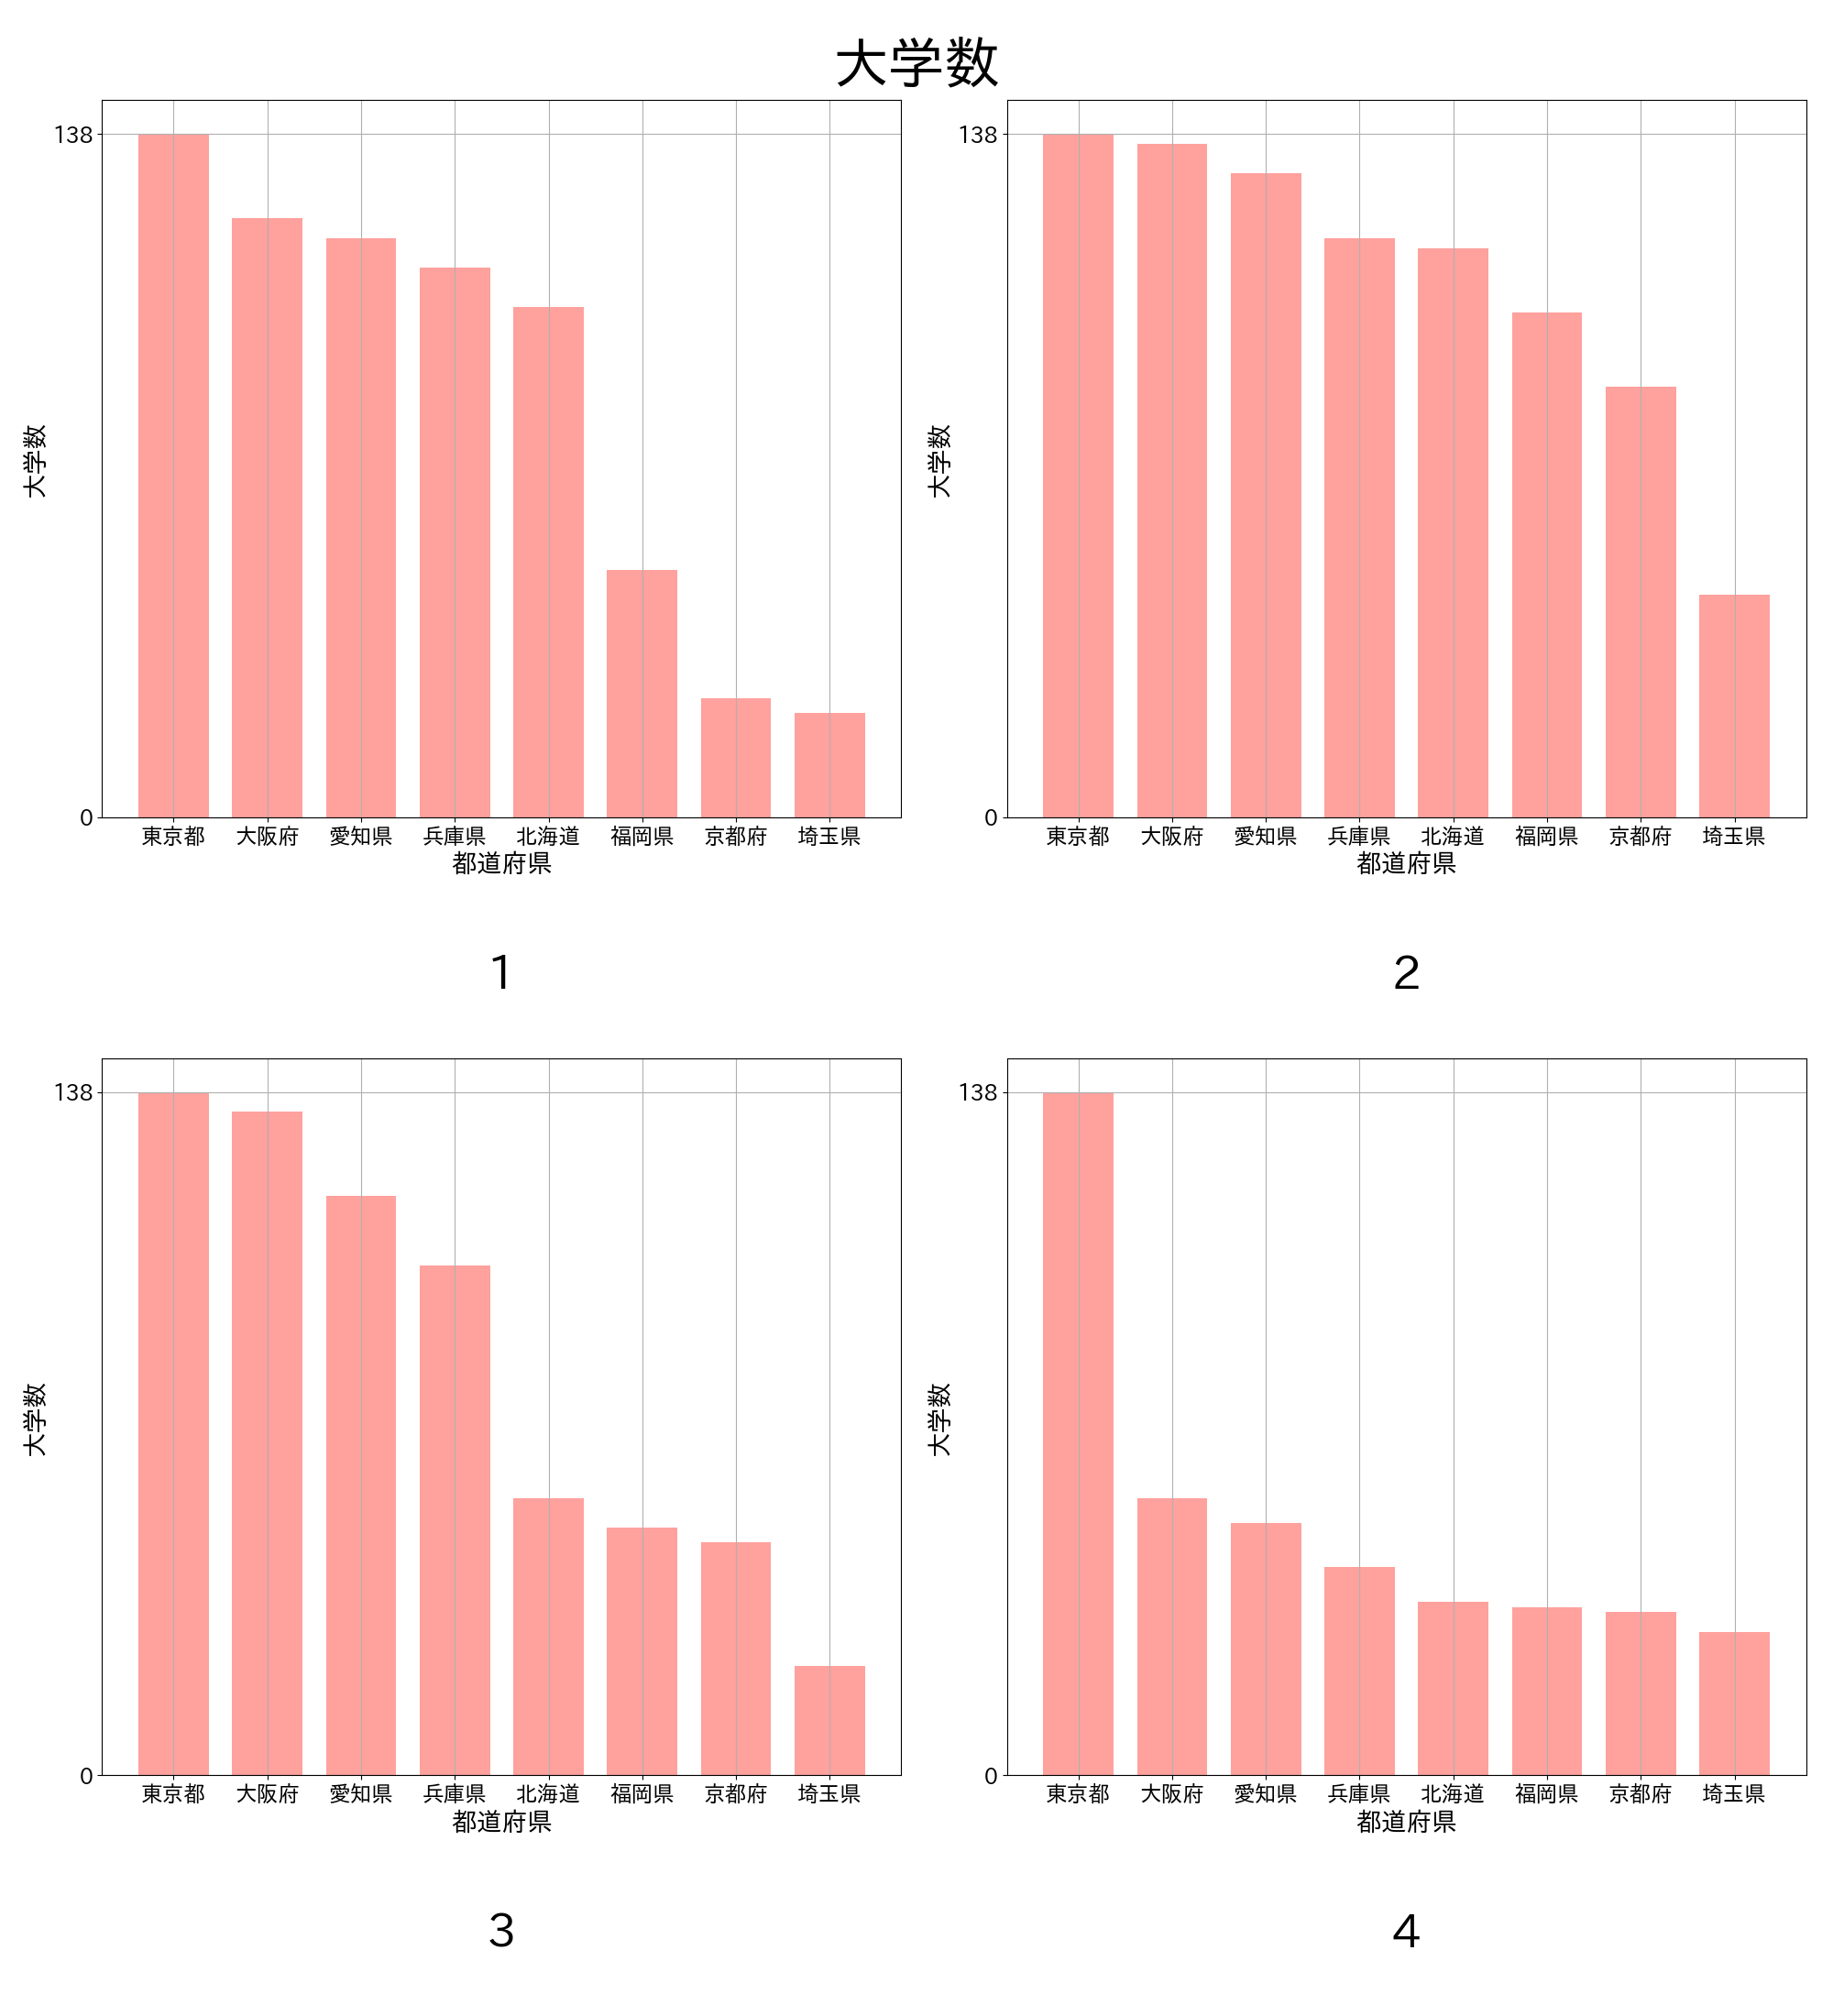 大学数
138
0
大学数
東京都 大阪府 愛知県 兵庫県 北海道 福岡県 京都府 埼玉県
都道府県
1
138
0
大学数
東京都 大阪府 愛知県 兵庫県 北海道 福岡県 京都府 埼玉県
都道府県
2
138
0
大学数
東京都 大阪府 愛知県 兵庫県 北海道 福岡県 京都府 埼玉県
都道府県
3
138
0
大学数
東京都 大阪府 愛知県 兵庫県 北海道 福岡県 京都府 埼玉県
都道府県
4